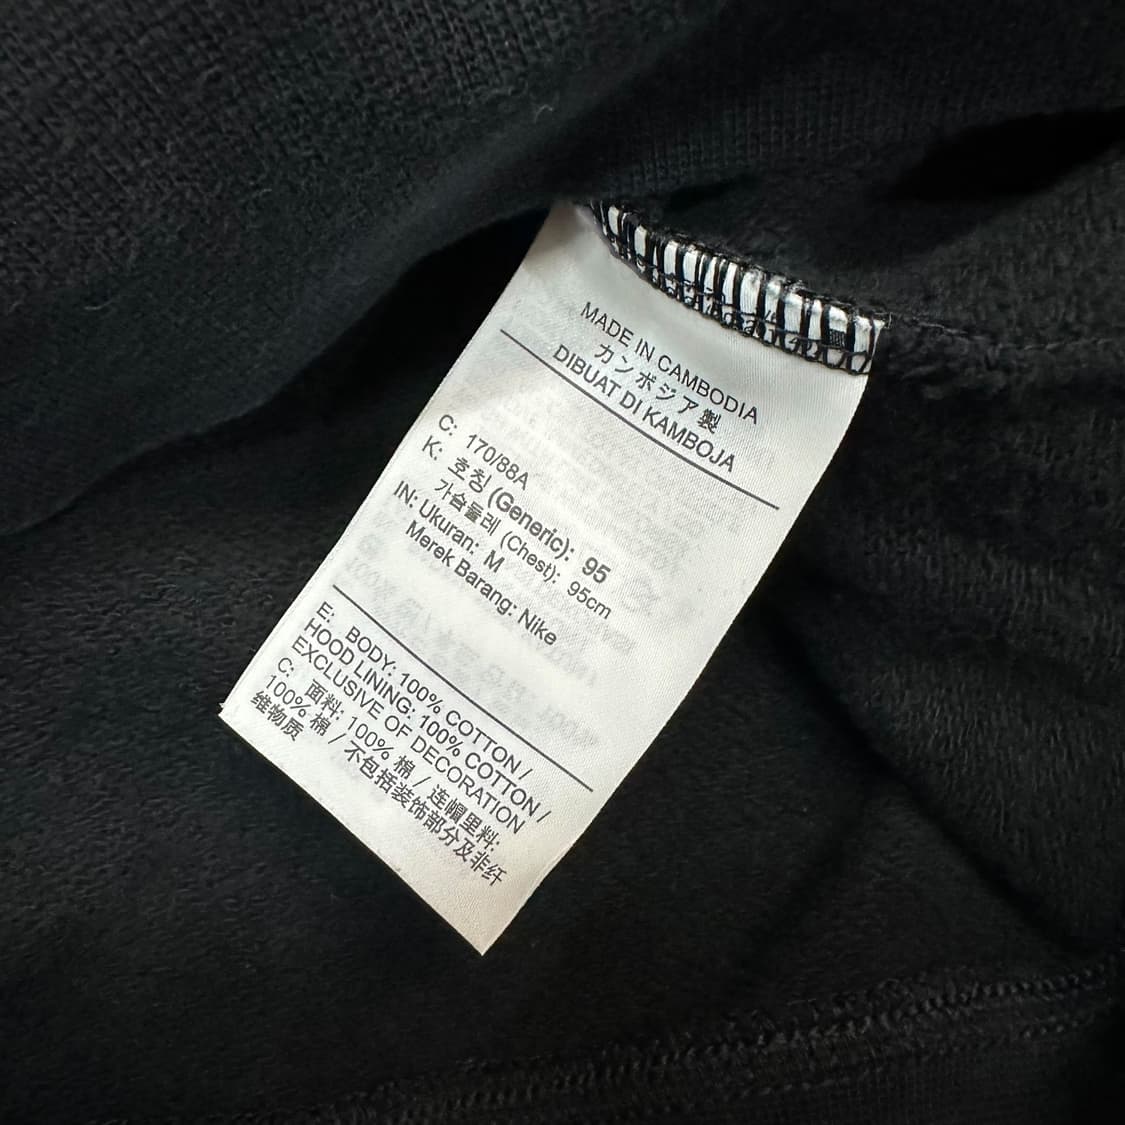 MADE IN CAMBODIA
カンボジア製
DIBUAT DI KAMBOJA
C: 170/88A
K: 호칭 (Generic): 95
가슴둘레 (Chest): 95cm
IN: Ukuran: M
Merek Barang: Nike
E: BODY: 100% COTTON /
HOOD LINING: 100% COTTON /
EXCLUSIVE OF DECORATION
C: 面料: 100% 棉 / 连帽里料:
100% 棉 / 不包括装饰部分及非纤
维物质